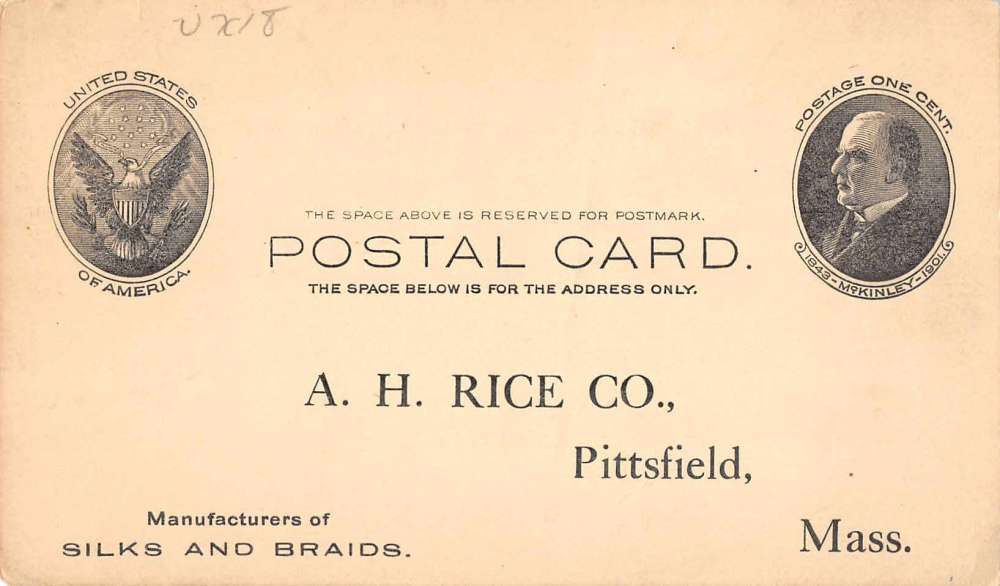 UX18
UNITED STATES
OF AMERICA.
POSTAGE ONE CENT.
1843-McKINLEY-1901.
THE SPACE ABOVE IS RESERVED FOR POSTMARK.
POSTAL CARD.
THE SPACE BELOW IS FOR THE ADDRESS ONLY.
A. H. RICE CO.,
Pittsfield,
Mass.
Manufacturers of
SILKS AND BRAIDS.